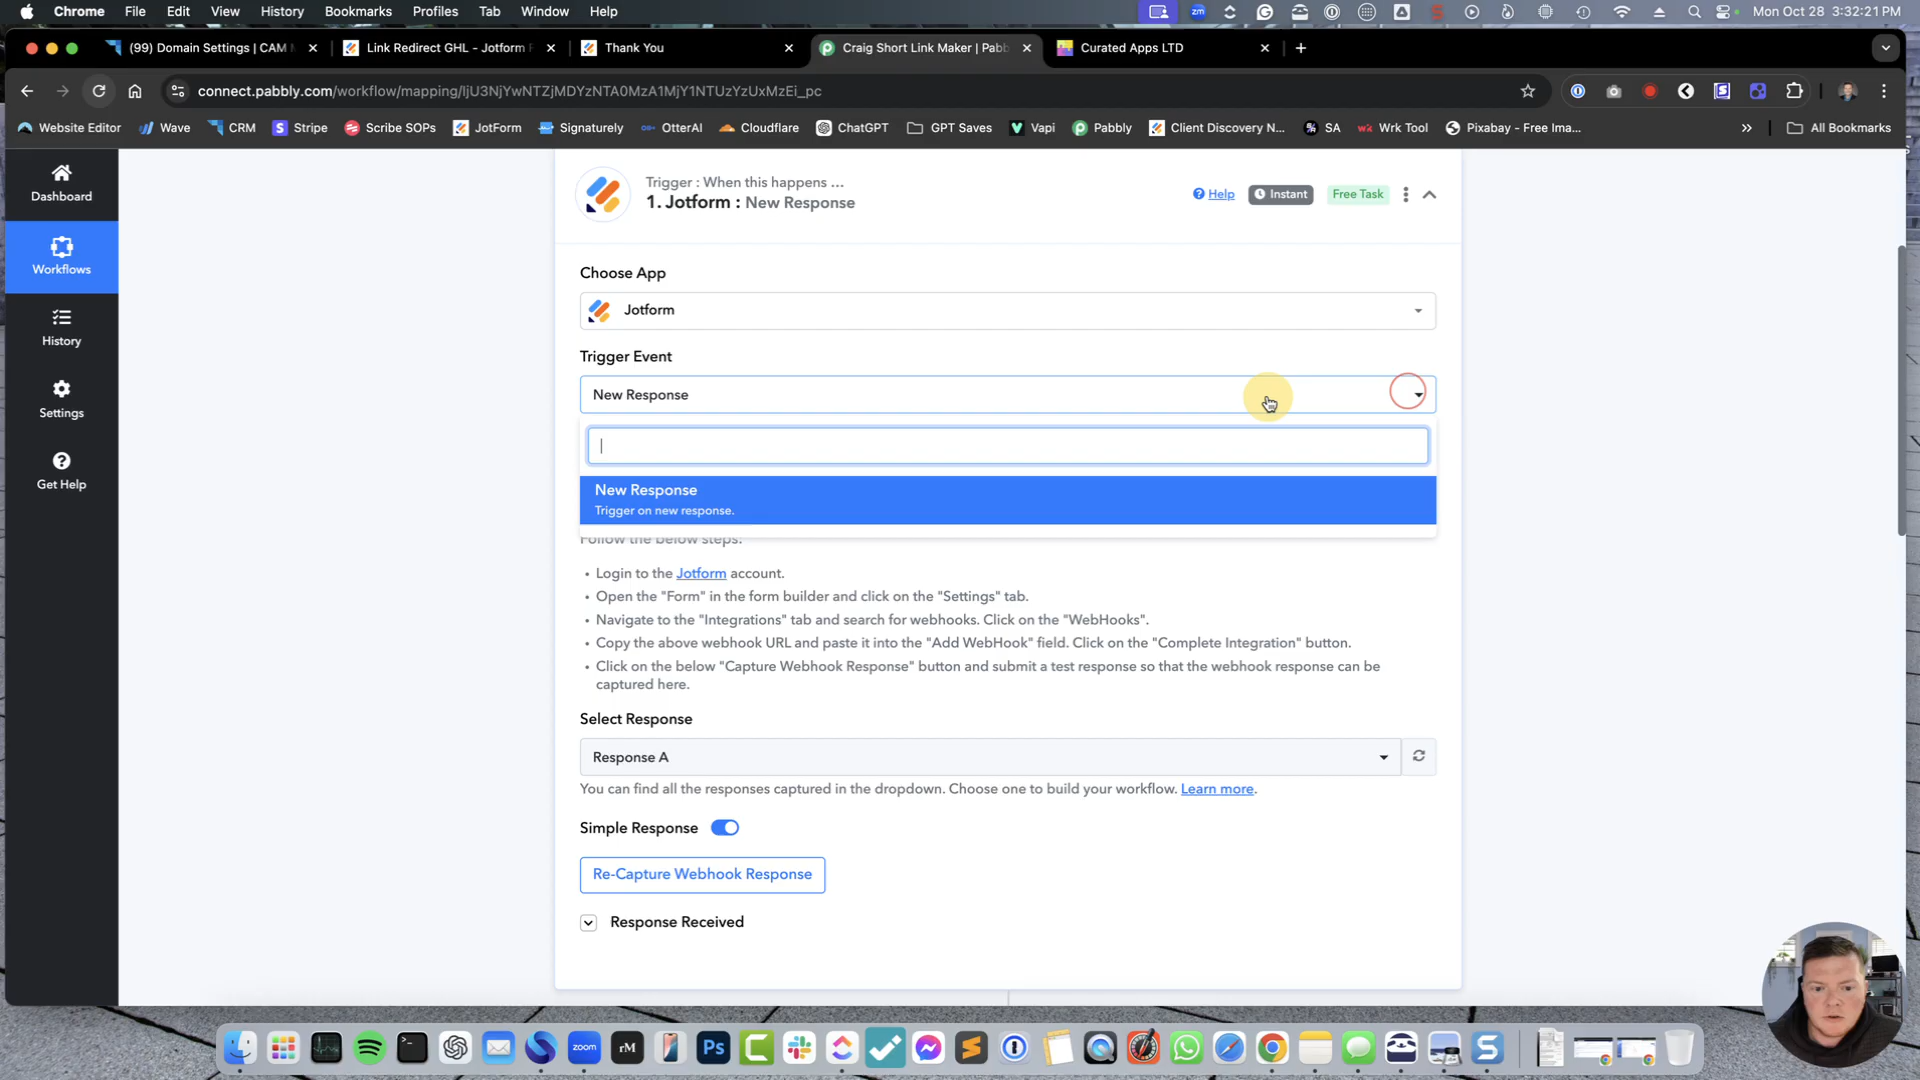 Chrome File Edit View History Bookmarks Profiles Tab Window Help
zm
Mon Oct 28 3:32:21 PM
(99) Domain Settings | CAM
Link Redirect GHL - Jotform
Thank You
Craig Short Link Maker | Pabb
Curated Apps LTD
connect.pabbly.com/workflow/mapping/IjU3NjYwNTZjMDYzNTA0MzA1MjY1NTUzYzUxMzEi_pc
Website Editor Wave CRM Stripe Scribe SOPs JotForm Signaturely OtterAI Cloudflare ChatGPT GPT Saves Vapi Pabbly Client Discovery N... SA Wrk Tool Pixabay - Free Ima... All Bookmarks
Dashboard
Workflows
History
Settings
Get Help
Trigger : When this happens ...
1. Jotform : New Response
Help
Instant
Free Task
Choose App
Jotform
Trigger Event
New Response
New Response
Trigger on new response.
Follow the below steps:
• Login to the Jotform account.
• Open the "Form" in the form builder and click on the "Settings" tab.
• Navigate to the "Integrations" tab and search for webhooks. Click on the "WebHooks".
• Copy the above webhook URL and paste it into the "Add WebHook" field. Click on the "Complete Integration" button.
• Click on the below "Capture Webhook Response" button and submit a test response so that the webhook response can be
captured here.
Select Response
Response A
You can find all the responses captured in the dropdown. Choose one to build your workflow. Learn more.
Simple Response
Re-Capture Webhook Response
Response Received
zoom
rM
Ps